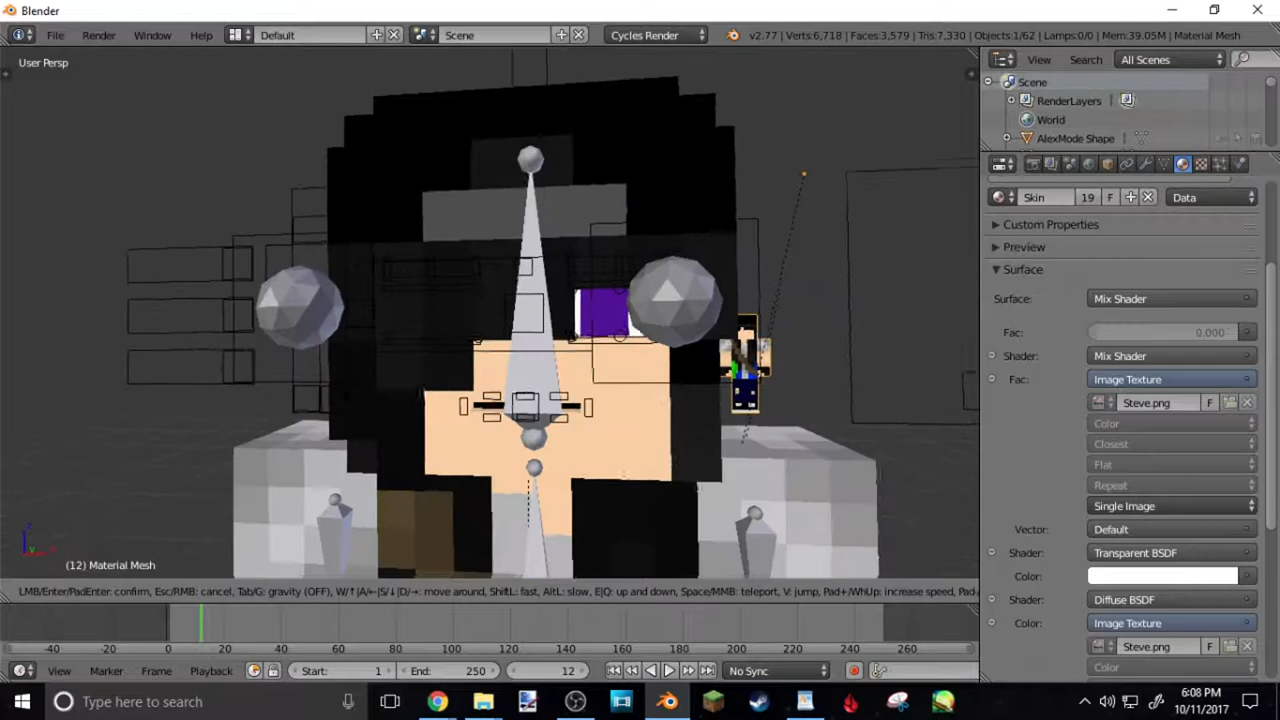 Blender
File Render Window Help Default Scene Cycles Render v2.77 | Verts:6,718 | Faces:3,579 | Tris:7,330 | Objects:1/62 | Lamps:0/0 | Mem:39.05M | Material Mesh
User Persp
View Search All Scenes
Scene
RenderLayers
World
AlexMode Shape
Skin 19 F Data
Custom Properties
Preview
Surface
Surface: Mix Shader
Fac: 0.000
Shader: Mix Shader
Fac: Image Texture
Steve.png F
Color
Closest
Flat
Repeat
Single Image
Vector: Default
Shader: Transparent BSDF
Color:
Shader: Diffuse BSDF
Color: Image Texture
Steve.png F
Color
(12) Material Mesh
LMB/Enter/PadEnter: confirm, Esc/RMB: cancel, Tab/G: gravity (OFF), W/↑|A/←|S/↓|D/→: move around, ShiftL: fast, AltL: slow, E|Q: up and down, Space/MMB: teleport, V: jump, Pad+/WhUp: increase speed, Pad-
-40 -20 0 20 40 60 80 100 120 140 160 180 200 220 240 260
View Marker Frame Playback Start: 1 End: 250 12 No Sync
Type here to search
6:08 PM
10/11/2017